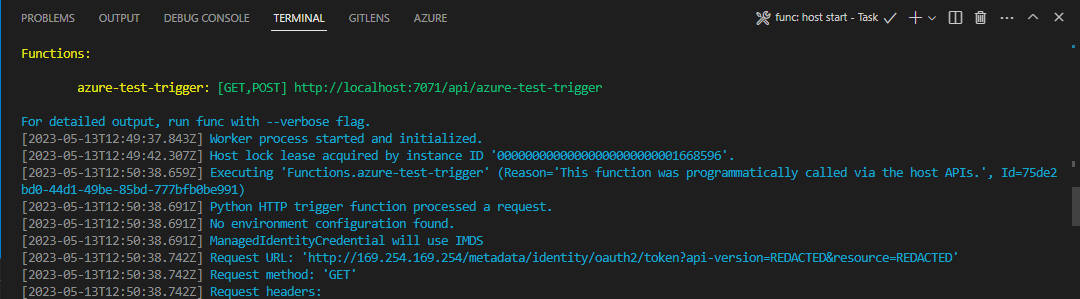 PROBLEMS OUTPUT DEBUG CONSOLE TERMINAL GITLENS AZURE func: host start - Task
Functions:
azure-test-trigger: [GET,POST] http://localhost:7071/api/azure-test-trigger
For detailed output, run func with --verbose flag.
[2023-05-13T12:49:37.843Z] Worker process started and initialized.
[2023-05-13T12:49:42.307Z] Host lock lease acquired by instance ID '00000000000000000000000001668596'.
[2023-05-13T12:50:38.659Z] Executing 'Functions.azure-test-trigger' (Reason='This function was programmatically called via the host APIs.', Id=75de2
bd0-44d1-49be-85bd-777bfb0be991)
[2023-05-13T12:50:38.691Z] Python HTTP trigger function processed a request.
[2023-05-13T12:50:38.691Z] No environment configuration found.
[2023-05-13T12:50:38.691Z] ManagedIdentityCredential will use IMDS
[2023-05-13T12:50:38.742Z] Request URL: 'http://169.254.169.254/metadata/identity/oauth2/token?api-version=REDACTED&resource=REDACTED'
[2023-05-13T12:50:38.742Z] Request method: 'GET'
[2023-05-13T12:50:38.742Z] Request headers: